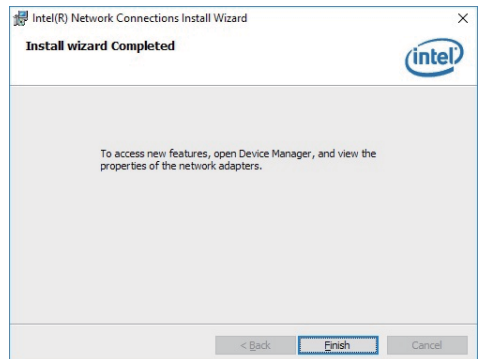 Intel(R) Network Connections Install Wizard
Install wizard Completed
intel
To access new features, open Device Manager, and view the
properties of the network adapters.
< Back
Finish
Cancel